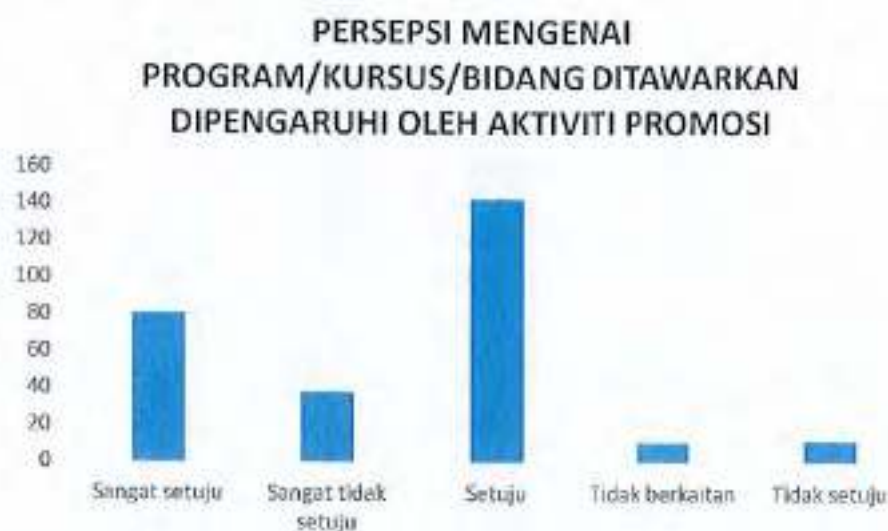 PERSEPSI MENGENAI
PROGRAM/KURSUS/BIDANG DITAWARKAN
DIPENGARUHI OLEH AKTIVITI PROMOSI
160
140
120
100
80
60
40
20
0
Sangat setuju
Sangat tidak
setuju
Setuju
Tidak berkaitan
Tidak setuju